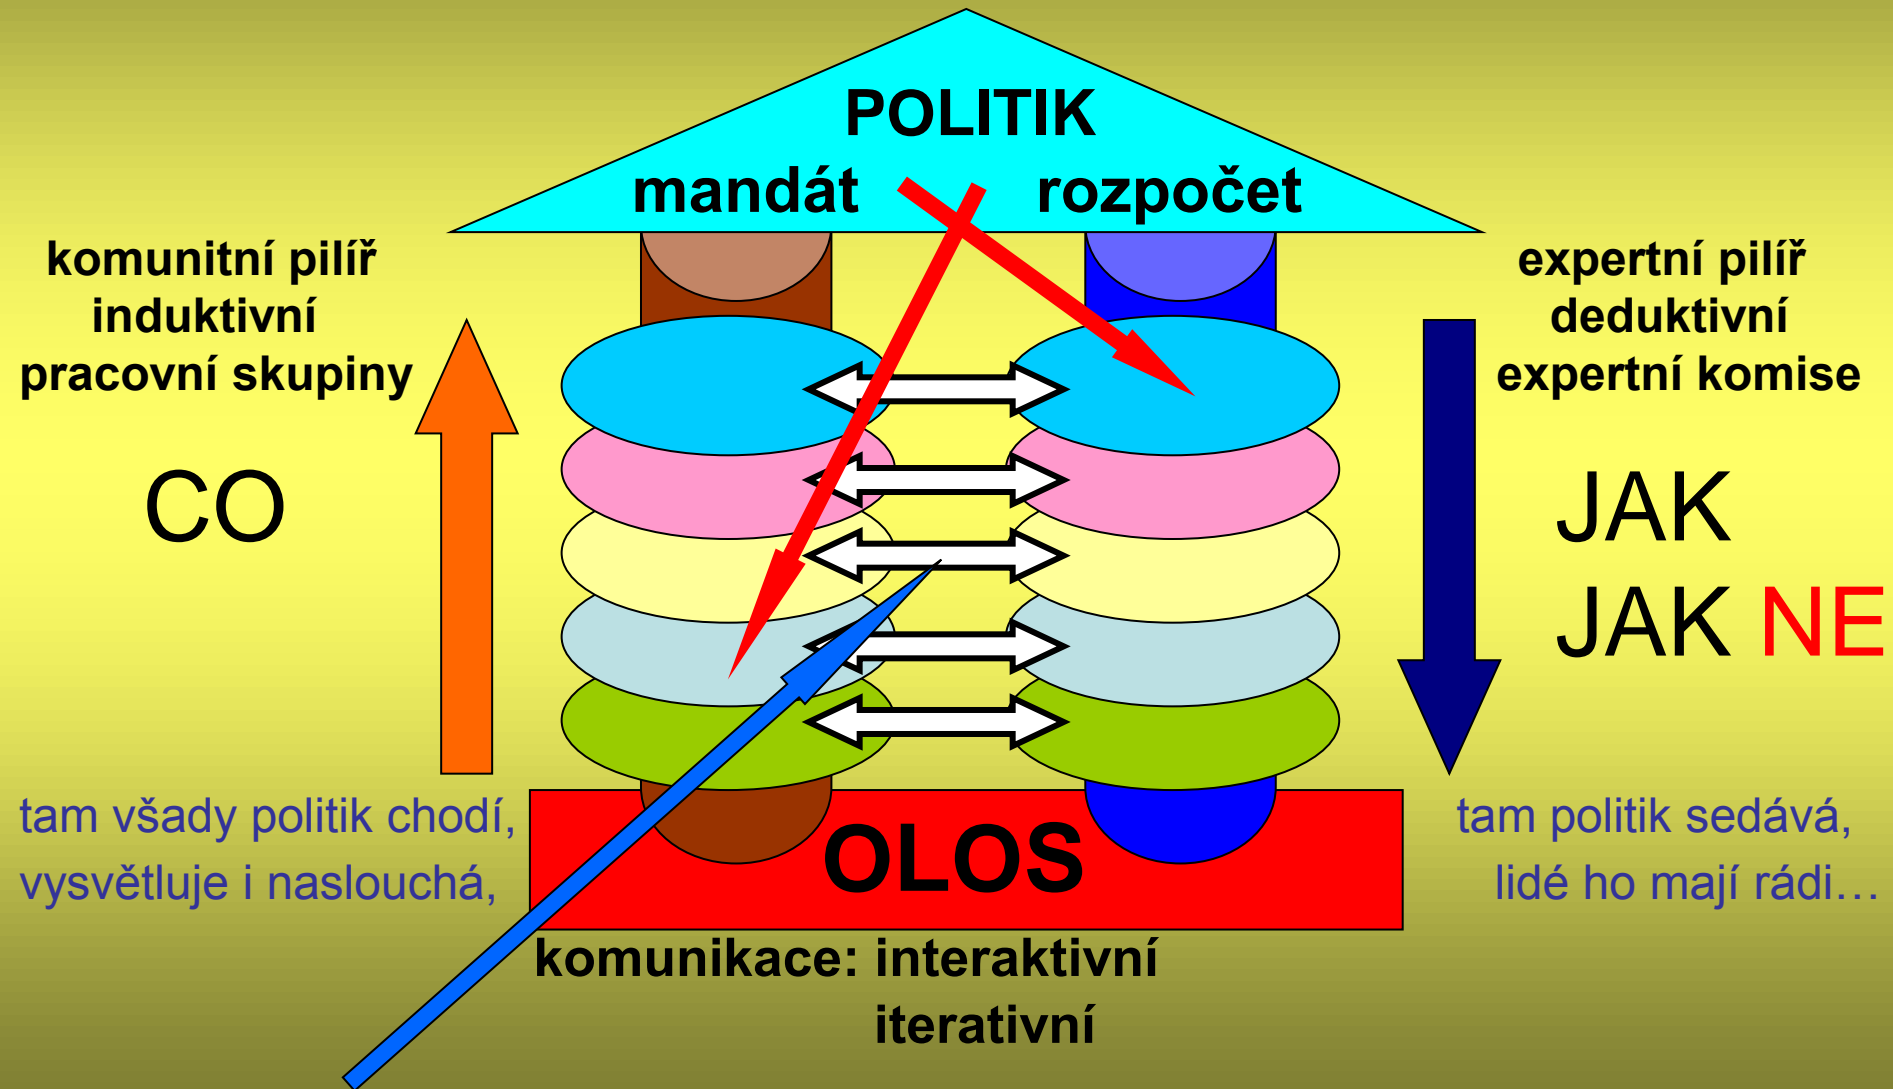 POLITIK
mandát rozpočet
komunitní pilíř
induktivní
pracovní skupiny
expertní pilíř
deduktivní
expertní komise
CO
JAK
JAK NE
tam všady politik chodí,
vysvětluje i naslouchá,
tam politik sedává,
lidé ho mají rádi…
OLOS
komunikace: interaktivní
iterativní